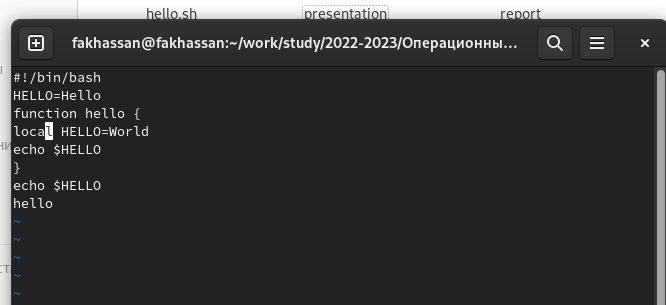 hello.sh presentation report
fakhassan@fakhassan:~/work/study/2022-2023/Операционны...
#!/bin/bash
HELLO=Hello
function hello {
local HELLO=World
echo $HELLO
}
echo $HELLO
hello
~
~
~
~
~